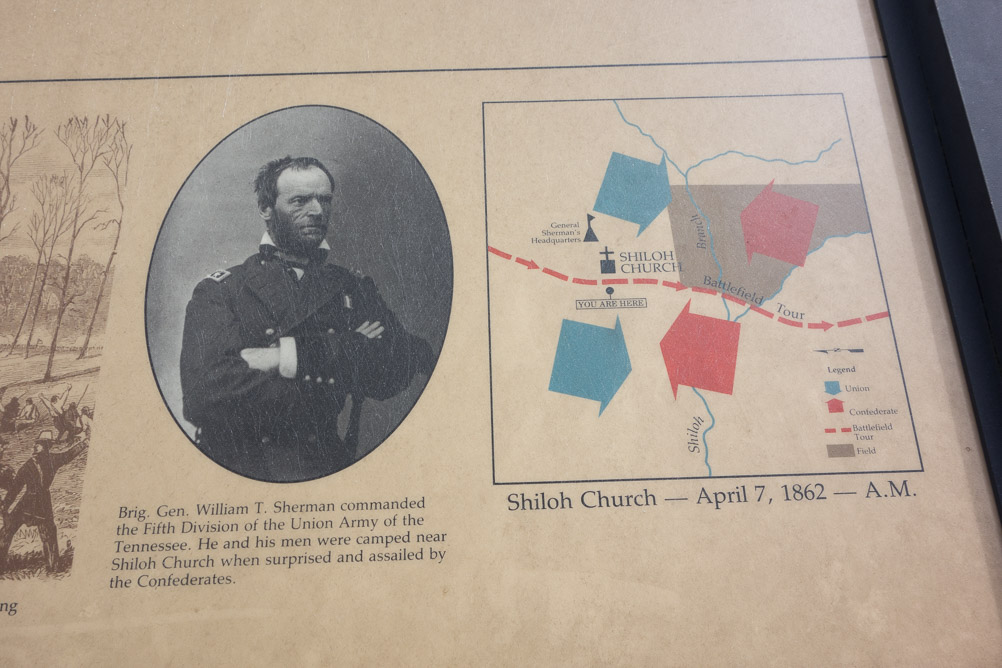 General
Sherman's
Headquarters
SHILOH
CHURCH
YOU ARE HERE
Branch
Battlefield Tour
Shiloh
Legend
Union
Confederate
Battlefield
Tour
Field
Shiloh Church — April 7, 1862 — A.M.
Brig. Gen. William T. Sherman commanded
the Fifth Division of the Union Army of the
Tennessee. He and his men were camped near
Shiloh Church when surprised and assailed by
the Confederates.
ng